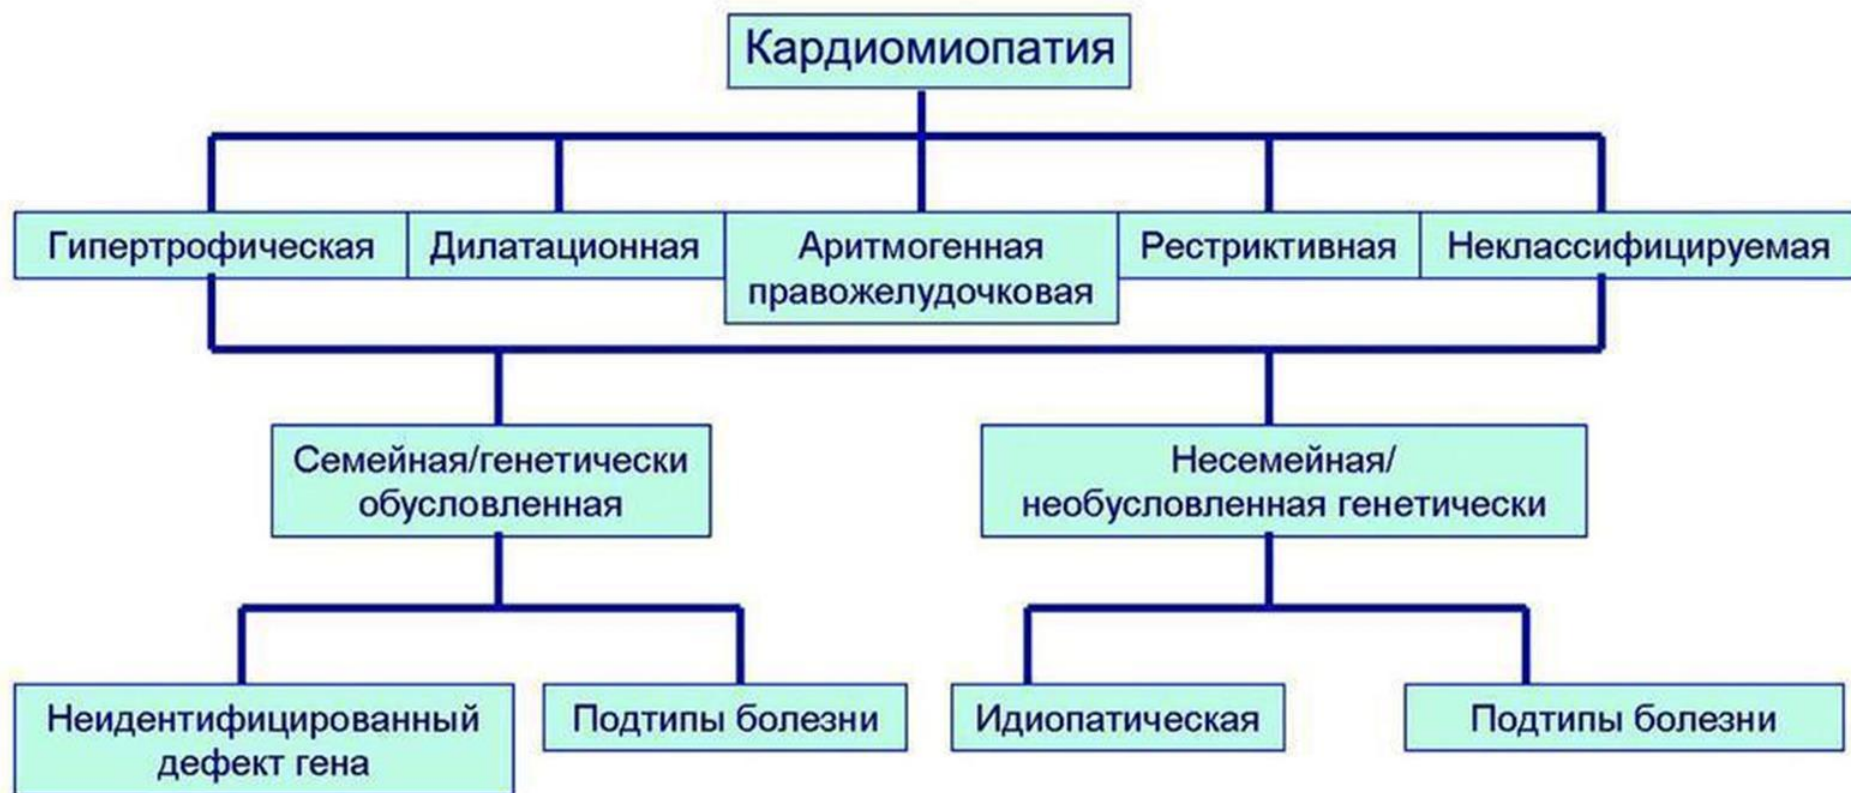 Кардиомиопатия
Гипертрофическая
Дилатационная
Аритмогенная
правожелудочковая
Рестриктивная
Неклассифицируемая
Семейная/генетически
обусловленная
Несемейная/
необусловленная генетически
Неидентифицированный
дефект гена
Подтипы болезни
Идиопатическая
Подтипы болезни